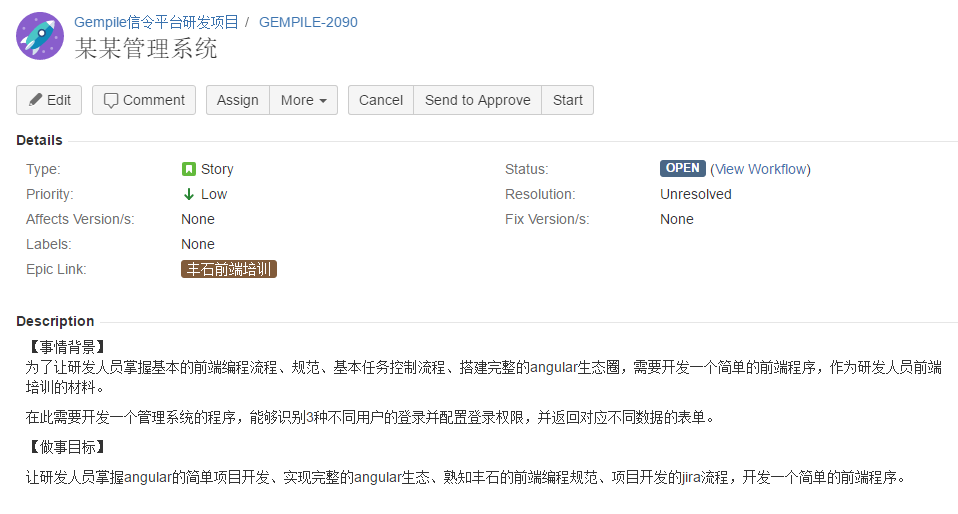 Gempile信令平台研发项目 / GEMPILE-2090
某某管理系统
Edit Comment Assign More Cancel Send to Approve Start
Details
Type: Story Status: OPEN (View Workflow)
Priority: Low Resolution: Unresolved
Affects Version/s: None Fix Version/s: None
Labels: None
Epic Link: 丰石前端培训
Description
【事情背景】
为了让研发人员掌握基本的前端编程流程、规范、基本任务控制流程、搭建完整的angular生态圈，需要开发一个简单的前端程序，作为研发人员前端
培训的材料。
在此需要开发一个管理系统的程序，能够识别3种不同用户的登录并配置登录权限，并返回对应不同数据的表单。
【做事目标】
让研发人员掌握angular的简单项目开发、实现完整的angular生态、熟知丰石的前端编程规范、项目开发的jira流程，开发一个简单的前端程序。